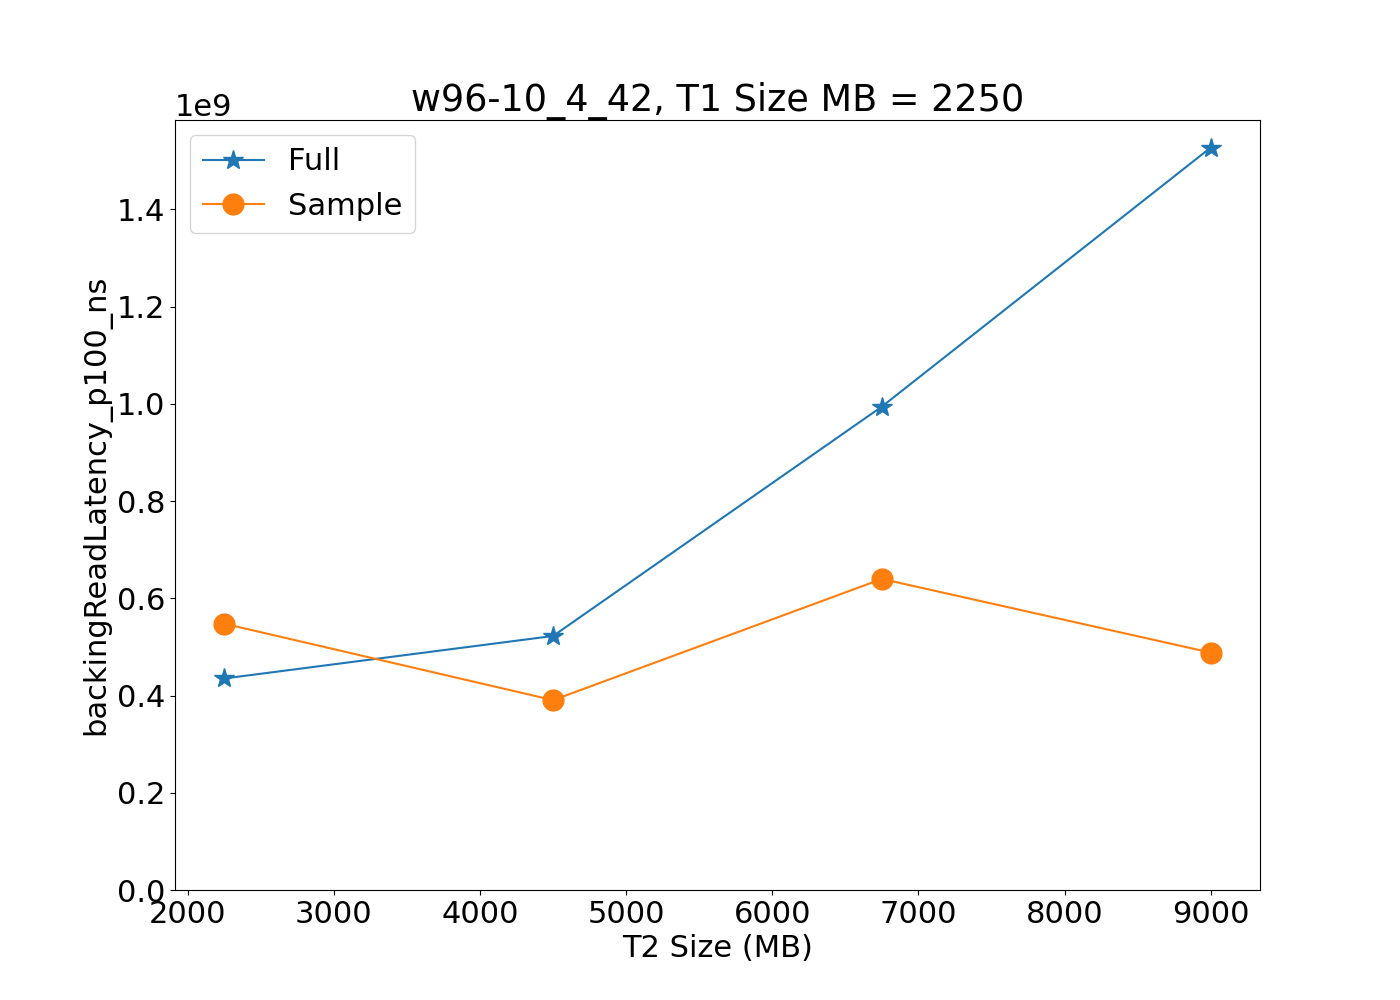 w96-10_4_42, T1 Size MB = 2250
1e9
Full
Sample
1.4
1.2
1.0
0.8
0.6
0.4
0.2
0.0
backingReadLatency_p100_ns
2000 3000 4000 5000 6000 7000 8000 9000
T2 Size (MB)